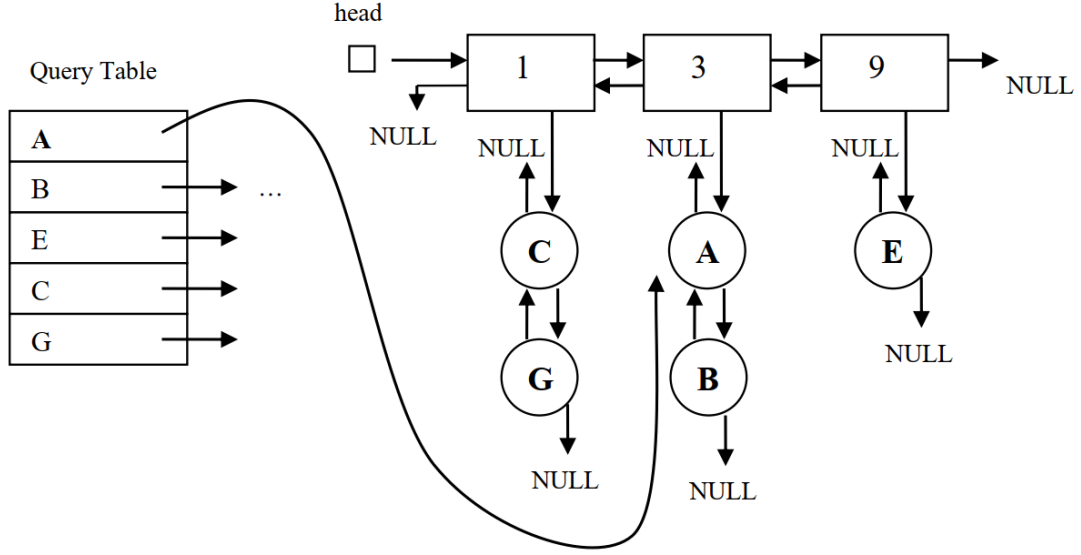 head
Query Table
A
B ...
E
C
G
1 3 9
NULL
NULL NULL NULL NULL
C A E
G B
NULL
NULL NULL